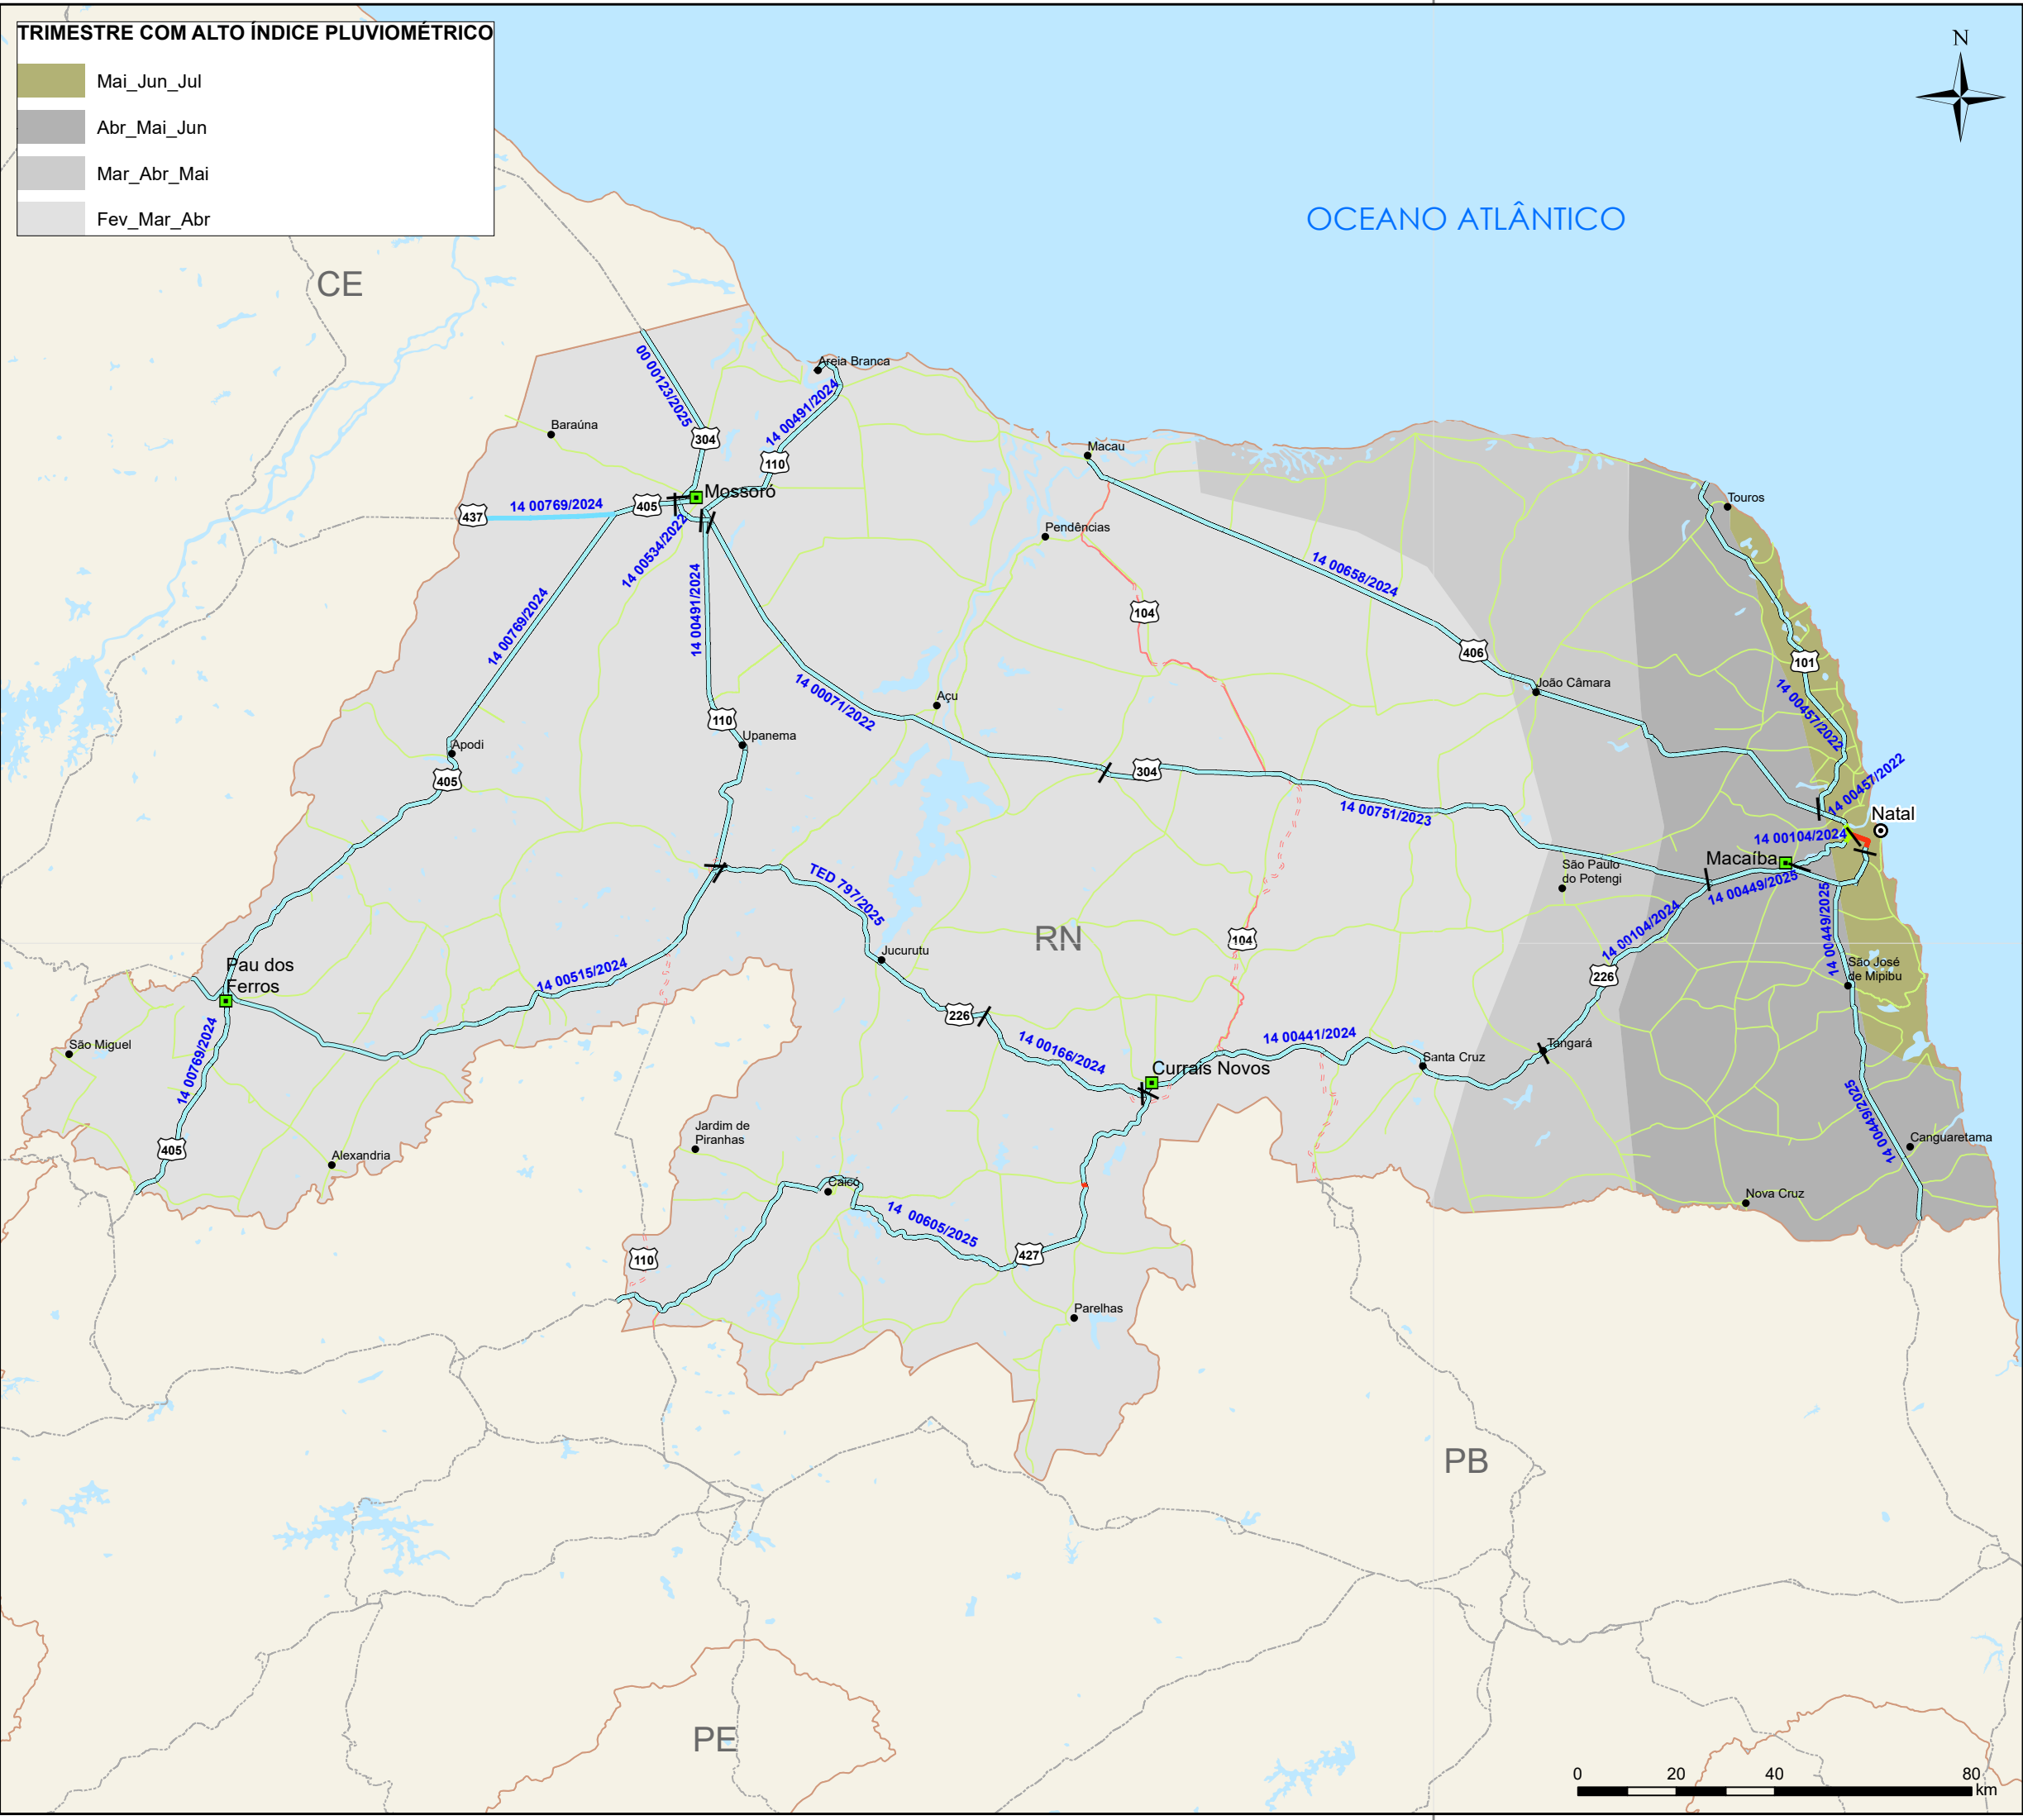 TRIMESTRE COM ALTO ÍNDICE PLUVIOMÉTRICO
Mai_Jun_Jul
Abr_Mai_Jun
Mar_Abr_Mai
Fev_Mar_Abr
N
OCEANO ATLÂNTICO
CE
00 00123/2025
Areia Branca
14 00491/2024
Baraúna
304
110
Macau
Mossoró
14 00769/2024
405
437
Touros
Pendências
14 00534/2022
14 00658/2024
14 00491/2024
104
14 00769/2024
406
101
João Câmara
14 00071/2022
Açu
14 00457/2022
110
Upanema
Apodi
405
304
14 00457/2022
14 00751/2023
Natal
14 00104/2024
Macaíba
São Paulo
do Potengi
14 00449/2025
TED 797/2025
14 00104/2024
14 00449/2025
RN
104
Jucurutu
Pau dos
Ferros
14 00515/2024
226
São José
de Mipibu
226
14 00441/2024
14 00166/2024
São Miguel
14 00769/2024
Tangará
Santa Cruz
Currais Novos
14 00449/2025
Jardim de
Piranhas
405
Alexandria
Canguaretama
Caicó
Nova Cruz
14 00605/2025
427
110
Parelhas
PB
PE
0 20 40 80
km